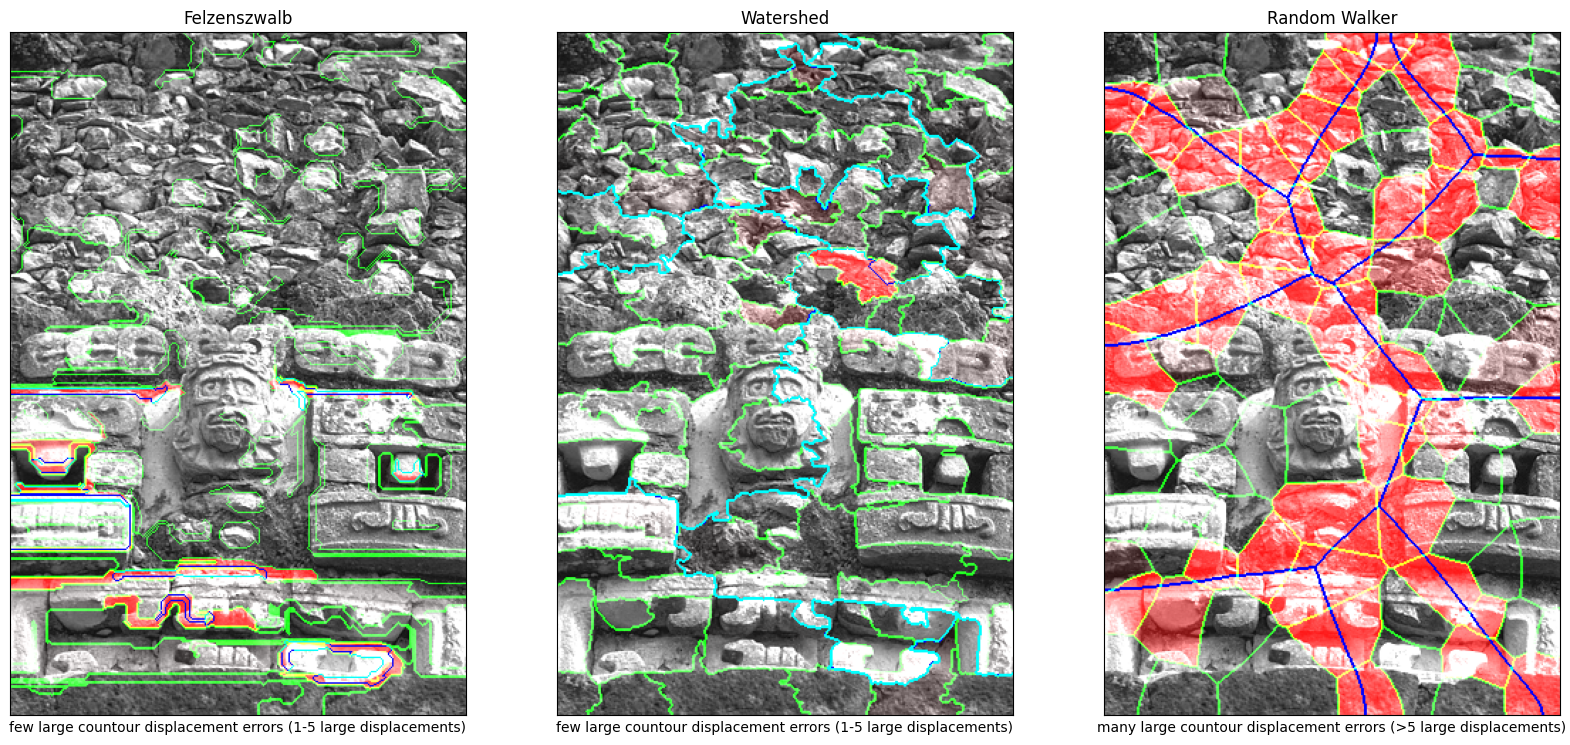 Felzenszwalb
Watershed
Random Walker
few large countour displacement errors (1-5 large displacements)
few large countour displacement errors (1-5 large displacements)
many large countour displacement errors (>5 large displacements)